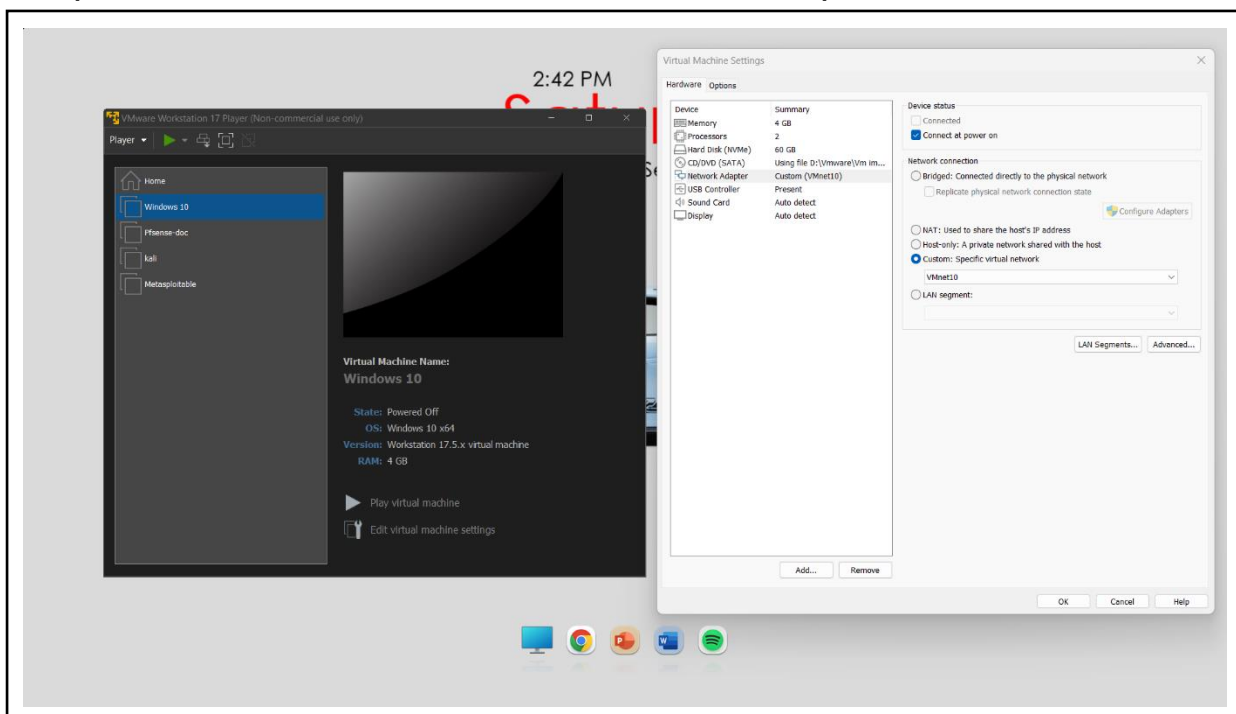 2:42 PM
VMware Workstation 17 Player (Non-commercial use only)
Player
Home
Windows 10
Pfsense-doc
kali
Metasploitable
Virtual Machine Name:
Windows 10
State: Powered Off
OS: Windows 10 x64
Version: Workstation 17.5.x virtual machine
RAM: 4 GB
Play virtual machine
Edit virtual machine settings
Virtual Machine Settings
Hardware Options
Device Summary
Memory 4 GB
Processors 2
Hard Disk (NVMe) 60 GB
CD/DVD (SATA) Using file D:\Vmware\Vm im...
Network Adapter Custom (VMnet10)
USB Controller Present
Sound Card Auto detect
Display Auto detect
Add... Remove
Device status
Connected
Connect at power on
Network connection
Bridged: Connected directly to the physical network
Replicate physical network connection state
Configure Adapters
NAT: Used to share the host's IP address
Host-only: A private network shared with the host
Custom: Specific virtual network
VMnet10
LAN segment:
LAN Segments... Advanced...
OK Cancel Help